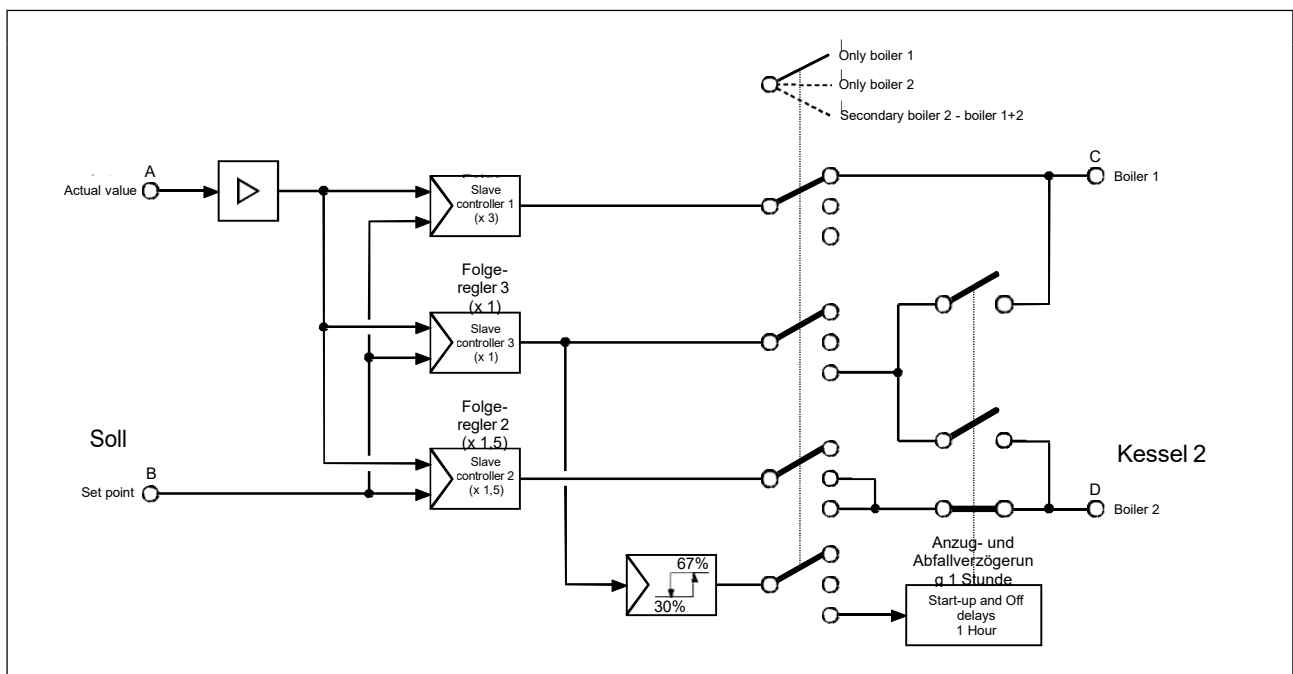 Only boiler 1
Only boiler 2
Secondary boiler 2 - boiler 1+2
A
Actual value
C
Boiler 1
Slave
controller 1
(x 3)
Folge-
regler 3
(x 1)
Slave
controller 3
(x 1)
Folge-
regler 2
(x 1,5)
Slave
controller 2
(x 1,5)
Soll
B
Set point
Kessel 2
D
Boiler 2
67%
30%
Anzug- und
Abfallverzögerun
g 1 Stunde
Start-up and Off
delays
1 Hour